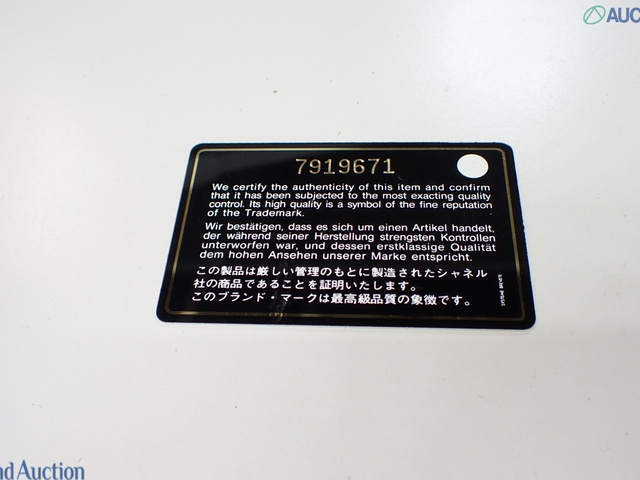 AUC
7919671
We certify the authenticity of this item and confirm
that it has been subjected to the most exacting quality
control. Its high quality is a symbol of the fine reputation
of the Trademark.
Wir bestätigen, dass es sich um einen Artikel handelt,
der während seiner Herstellung strengsten Kontrollen
unterworfen war, und dessen erstklassige Qualität
dem hohen Ansehen unserer Marke entspricht.
この製品は厳しい管理のもとに製造されたシャネル
社の商品であることを証明いたします。
このブランド・マークは最高級品質の象徴です。
nd Auction